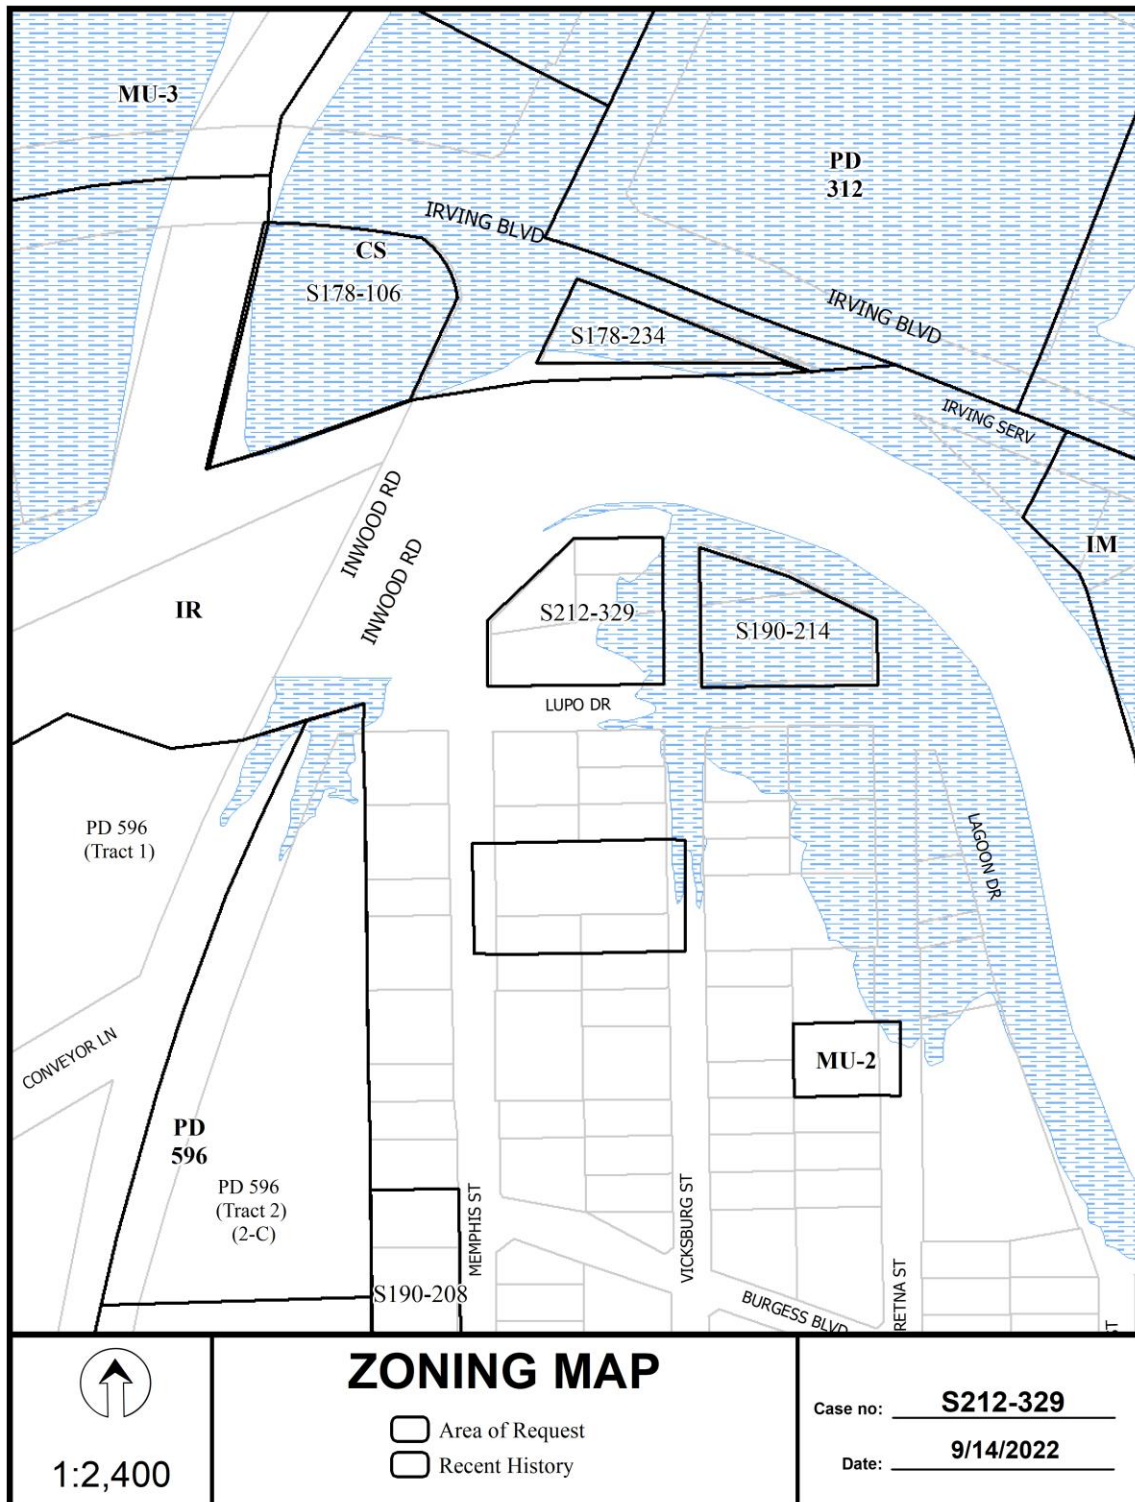 MU-3
PD
312
IRVING BLVD
CS
S178-106
IRVING BLVD
S178-234
IRVING SERV
INWOOD RD
INWOOD RD
IM
IR
S212-329
S190-214
LUPO DR
PD 596
(Tract 1)
LAGOON DR
CONVEYOR LN
MU-2
PD
596
PD 596
(Tract 2)
(2-C)
MEMPHIS ST
VICKSBURG ST
RETNA ST
S190-208
BURGESS BLVD
ST
ZONING MAP
Area of Request
Recent History
1:2,400
Case no: S212-329
Date: 9/14/2022